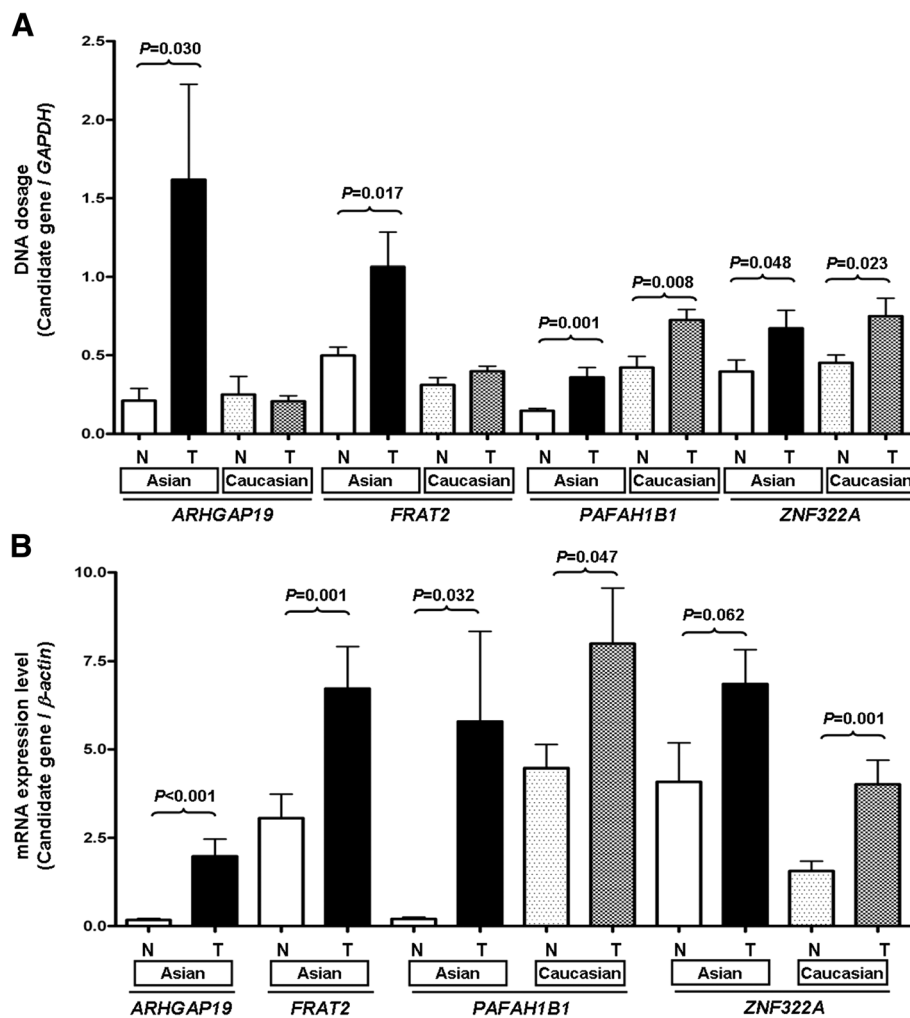 A
DNA dosage
(Candidate gene / GAPDH)
2.5
2.0
1.5
1.0
0.5
0.0
P=0.030
P=0.017
P=0.001
P=0.008
P=0.048
P=0.023
N T N T N T N T N T N T N T N T
Asian Caucasian Asian Caucasian Asian Caucasian Asian Caucasian
ARHGAP19 FRAT2 PAFAH1B1 ZNF322A
B
mRNA expression level
(Candidate gene / β-actin)
10.0
7.5
5.0
2.5
0.0
P<0.001
P=0.001
P=0.032
P=0.047
P=0.062
P=0.001
N T N T N T N T N T N T
Asian Asian Asian Caucasian Asian Caucasian
ARHGAP19 FRAT2 PAFAH1B1 ZNF322A